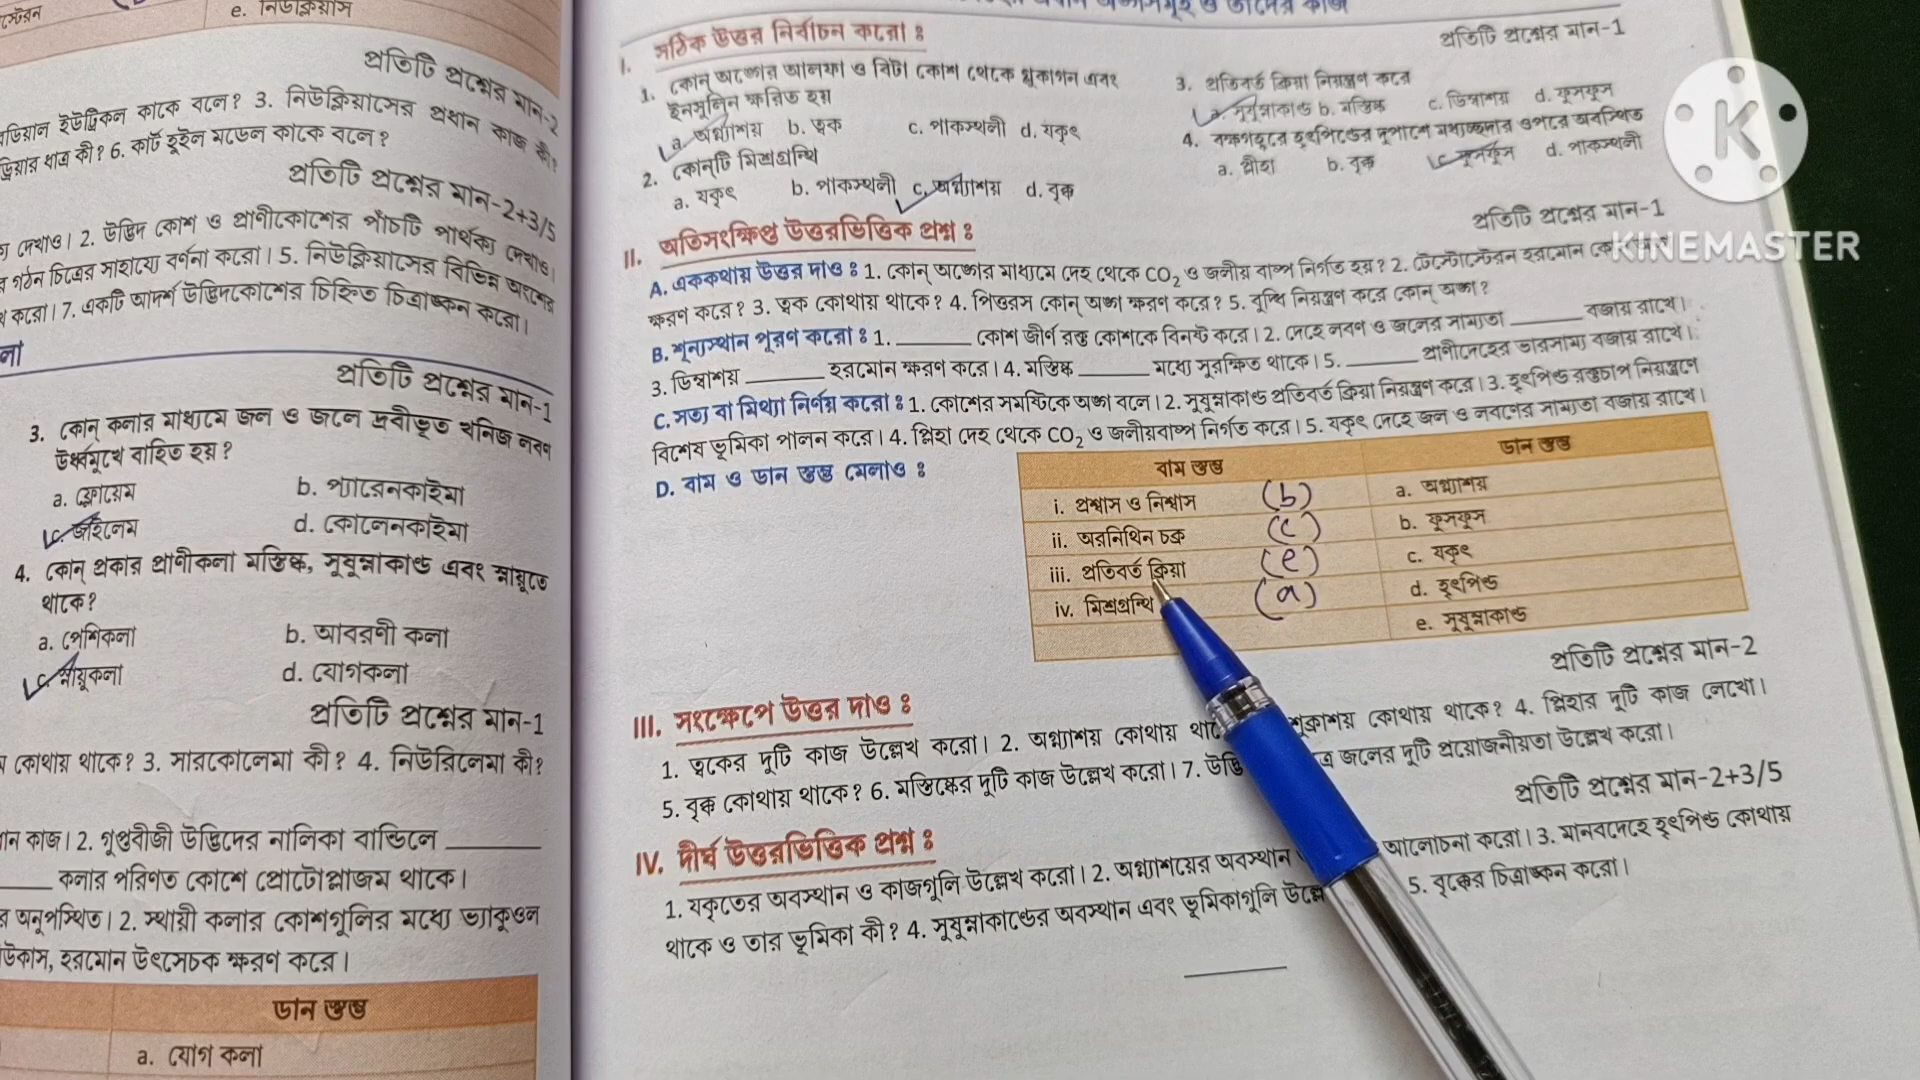 স্টেরন
e. নিউক্লিয়াস
প্রতিটি প্রশ্নের মান-2
ডিয়ান ইউট্রিকল কাকে বলে? 3. নিউক্লিয়াসের প্রধান কাজ কী?
ধাত্র কী? 6. কার্ট হুইল মডেল কাকে বলে?
প্রতিটি প্রশ্নের মান-2+3/5
দেখাও। 2. উদ্ভিদ কোশ ও প্রাণীকোশের পাঁচটি পার্থক্য দেখাও।
গঠন চিত্রের সাহায্যে বর্ণনা করো। 5. নিউক্লিয়াসের বিভিন্ন অংশের
করো। 7. একটি আদর্শ উদ্ভিদকোশের চিহ্নিত চিত্রাঙ্কন করো।
প্রতিটি প্রশ্নের মান-1
3. কোন্ কলার মাধ্যমে জল ও জলে দ্রবীভূত খনিজ লবণ
উর্ধ্বমুখে বাহিত হয়?
a. ফ্লোয়েম b. প্যারেনকাইমা
c. জাইলেম d. কোলেনকাইমা
4. কোন্ প্রকার প্রাণীকলা মস্তিষ্ক, সুষুম্নাকাণ্ড এবং স্নায়ুতে
থাকে?
a. পেশিকলা b. আবরণী কলা
c. স্নায়ুকলা d. যোগকলা
প্রতিটি প্রশ্নের মান-1
কোথায় থাকে? 3. সারকোলেমা কী? 4. নিউরিলেমা কী?
কাজ। 2. গুপ্তবীজী উদ্ভিদের নালিকা বান্ডিলে ______
______ কলার পরিণত কোশে প্রোটোপ্লাজম থাকে।
অনুপস্থিত। 2. স্থায়ী কলার কোশগুলির মধ্যে ভ্যাকুওল
হরমোন উৎসেচক ক্ষরণ করে।
ডান স্তম্ভ
a. যোগ কলা
ও তাদের কাজ
I. সঠিক উত্তর নির্বাচন করো ঃ প্রতিটি প্রশ্নের মান-1
1. কোন্ অঙ্গের আলফা ও বিটা কোশ থেকে গ্লুকাগন এবং
ইনসুলিন ক্ষরিত হয়
a. অগ্ন্যাশয় b. ত্বক c. পাকস্থলী d. যকৃৎ
2. কোন্‌টি মিশ্রগ্রন্থি
a. যকৃৎ b. পাকস্থলী c. অগ্ন্যাশয় d. বৃক্ক
3. প্রতিবর্ত ক্রিয়া নিয়ন্ত্রণ করে
a. সুষুম্নাকাণ্ড b. মস্তিষ্ক c. ডিম্বাশয় d. ফুসফুস
4. বক্ষগহ্বরে হৃৎপিণ্ডের দুপাশে মধ্যচ্ছদার ওপরে অবস্থিত
a. প্লীহা b. বৃক্ক c. ফুসফুস d. পাকস্থলী
KINEMASTER
II. অতিসংক্ষিপ্ত উত্তরভিত্তিক প্রশ্ন ঃ প্রতিটি প্রশ্নের মান-1
A. এককথায় উত্তর দাও ঃ 1. কোন্ অঙ্গের মাধ্যমে দেহ থেকে CO2 ও জলীয় বাষ্প নির্গত হয়? 2. টেস্টোস্টেরন হরমোন কে
ক্ষরণ করে? 3. ত্বক কোথায় থাকে? 4. পিত্তরস কোন্ অঙ্গ ক্ষরণ করে? 5. বুদ্ধি নিয়ন্ত্রণ করে কোন্ অঙ্গ?
B. শূন্যস্থান পূরণ করো ঃ 1. ______ কোশ জীর্ণ রক্ত কোশকে বিনষ্ট করে। 2. দেহে লবণ ও জলের সাম্যতা ______ বজায় রাখে।
3. ডিম্বাশয় ______ হরমোন ক্ষরণ করে। 4. মস্তিষ্ক ______ মধ্যে সুরক্ষিত থাকে। 5. ______ প্রাণীদেহের ভারসাম্য বজায় রাখে।
C. সত্য বা মিথ্যা নির্ণয় করো ঃ 1. কোশের সমষ্টিকে অঙ্গ বলে। 2. সুষুম্নাকাণ্ড প্রতিবর্ত ক্রিয়া নিয়ন্ত্রণ করে। 3. হৃৎপিণ্ড রক্তচাপ নিয়ন্ত্রণে
বিশেষ ভূমিকা পালন করে। 4. প্লিহা দেহ থেকে CO2 ও জলীয়বাষ্প নির্গত করে। 5. যকৃৎ দেহে জল ও লবণের সাম্যতা বজায় রাখে।
D. বাম ও ডান স্তম্ভ মেলাও ঃ
বাম স্তম্ভ ডান স্তম্ভ
i. প্রশ্বাস ও নিশ্বাস (b) a. অগ্ন্যাশয়
ii. অরনিথিন চক্র (c) b. ফুসফুস
iii. প্রতিবর্ত ক্রিয়া (e) c. যকৃৎ
iv. মিশ্রগ্রন্থি (a) d. হৃৎপিণ্ড
e. সুষুম্নাকাণ্ড
III. সংক্ষেপে উত্তর দাও ঃ প্রতিটি প্রশ্নের মান-2
1. ত্বকের দুটি কাজ উল্লেখ করো। 2. অগ্ন্যাশয় কোথায় শুক্রাশয় কোথায় থাকে? 4. প্লিহার দুটি কাজ লেখো।
5. বৃক্ক কোথায় থাকে? 6. মস্তিষ্কের দুটি কাজ উল্লেখ করো। 7. জলের দুটি প্রয়োজনীয়তা উল্লেখ করো।
IV. দীর্ঘ উত্তরভিত্তিক প্রশ্ন ঃ প্রতিটি প্রশ্নের মান-2+3/5
1. যকৃতের অবস্থান ও কাজগুলি উল্লেখ করো। 2. অগ্ন্যাশয়ের অবস্থান আলোচনা করো। 3. মানবদেহে হৃৎপিণ্ড কোথায়
থাকে ও তার ভূমিকা কী? 4. সুষুম্নাকাণ্ডের অবস্থান এবং ভূমিকাগুলি 5. বৃক্কের চিত্রাঙ্কন করো।